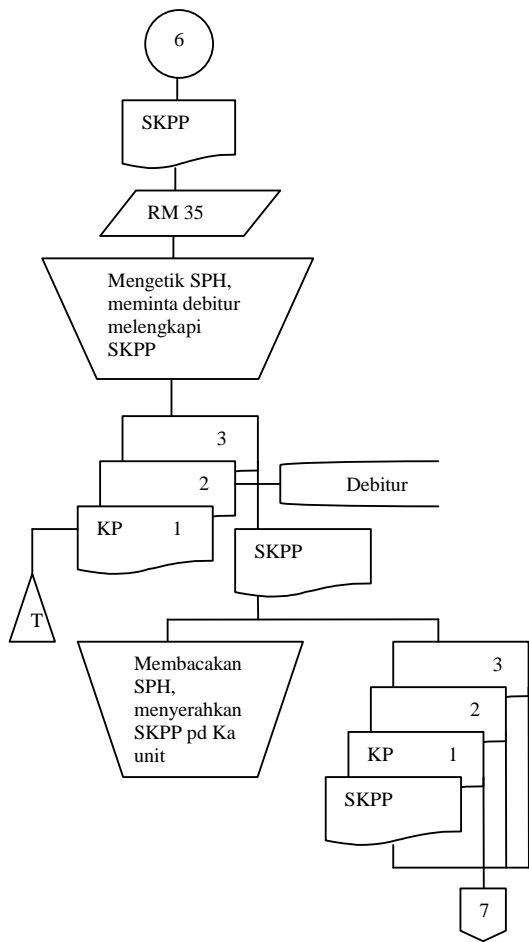 6
SKPP
RM 35
Mengetik SPH,
meminta debitur
melengkapi
SKPP
3
2
Debitur
KP 1
SKPP
T
Membacakan
SPH,
menyerahkan
SKPP pd Ka
unit
3
2
KP 1
SKPP
7